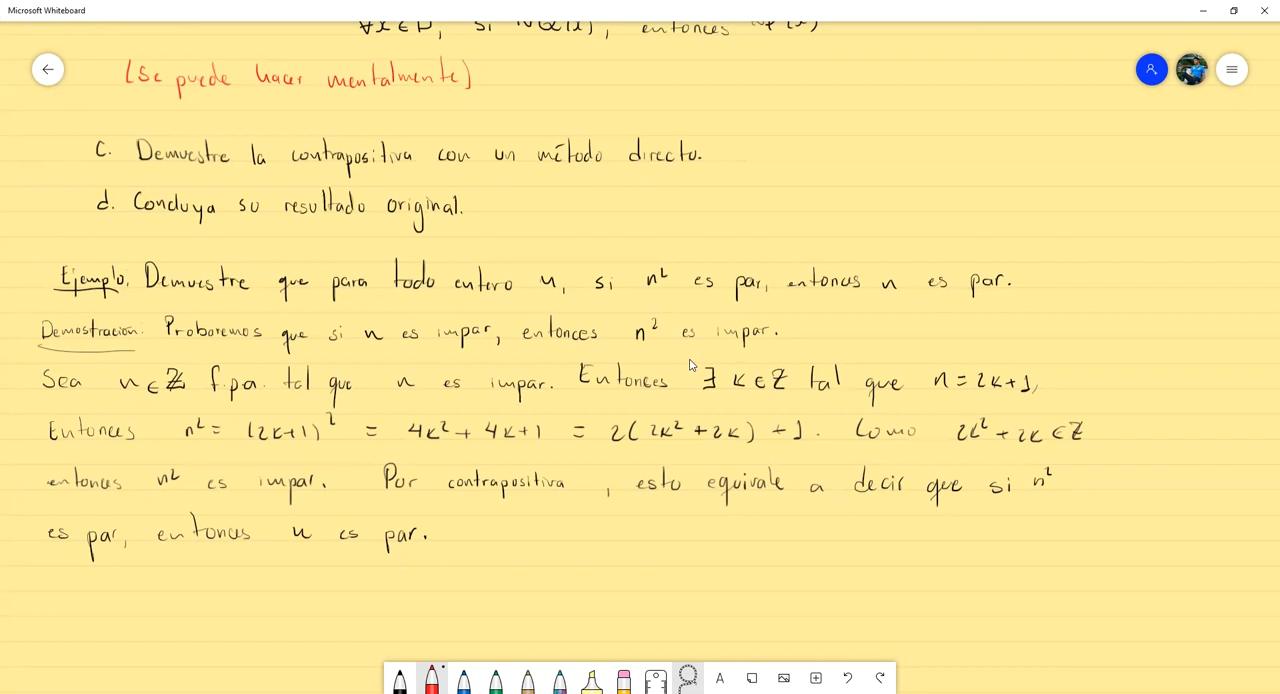 Microsoft Whiteboard
∀x∈D, si ~Q(x), entonces ~P(x)
(Se puede hacer mentalmente)
c. Demuestre la contrapositiva con un método directo.
d. Concluya su resultado original.
Ejemplo. Demuestre que para todo entero n, si n² es par, entonces n es par.
Demostración: Probaremos que si n es impar, entonces n² es impar.
Sea n∈ℤ f.p.a. tal que n es impar. Entonces ∃ k∈ℤ tal que n=2k+1,
Entonces n² = (2k+1)² = 4k² + 4k+1 = 2(2k² + 2k) + 1. Como 2k² + 2k ∈ ℤ
entonces n² es impar. Por contrapositiva, esto equivale a decir que si n²
es par, entonces n es par.
A